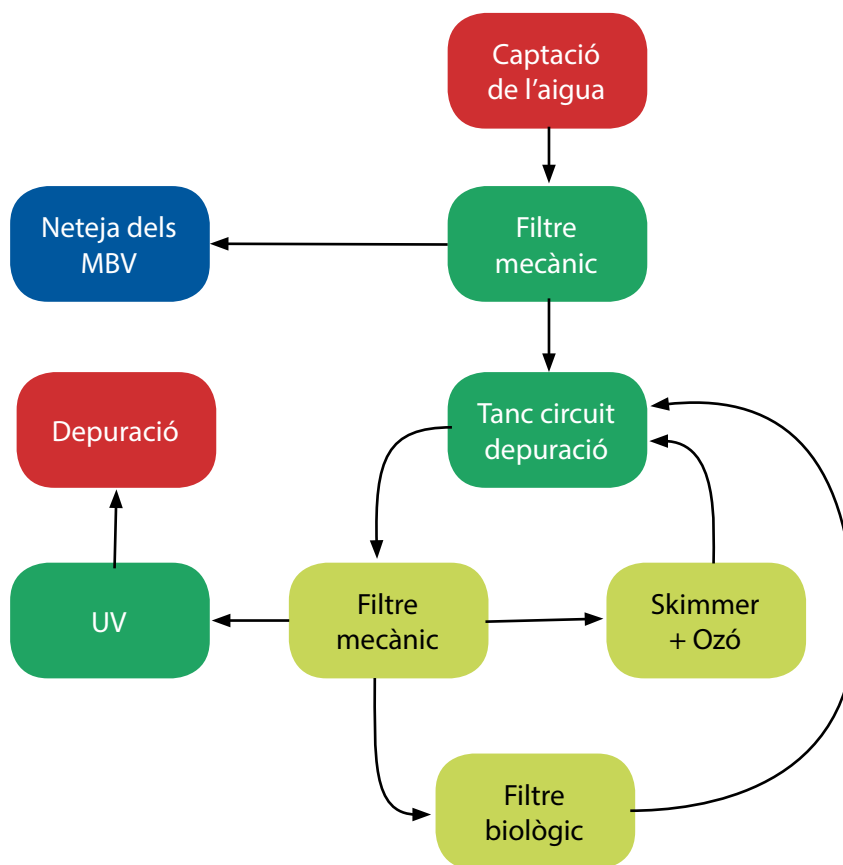 Captació
de l’aigua
Neteja dels
MBV
Filtre
mecànic
Depuració
Tanc circuit
depuració
UV
Filtre
mecànic
Skimmer
+ Ozó
Filtre
biològic